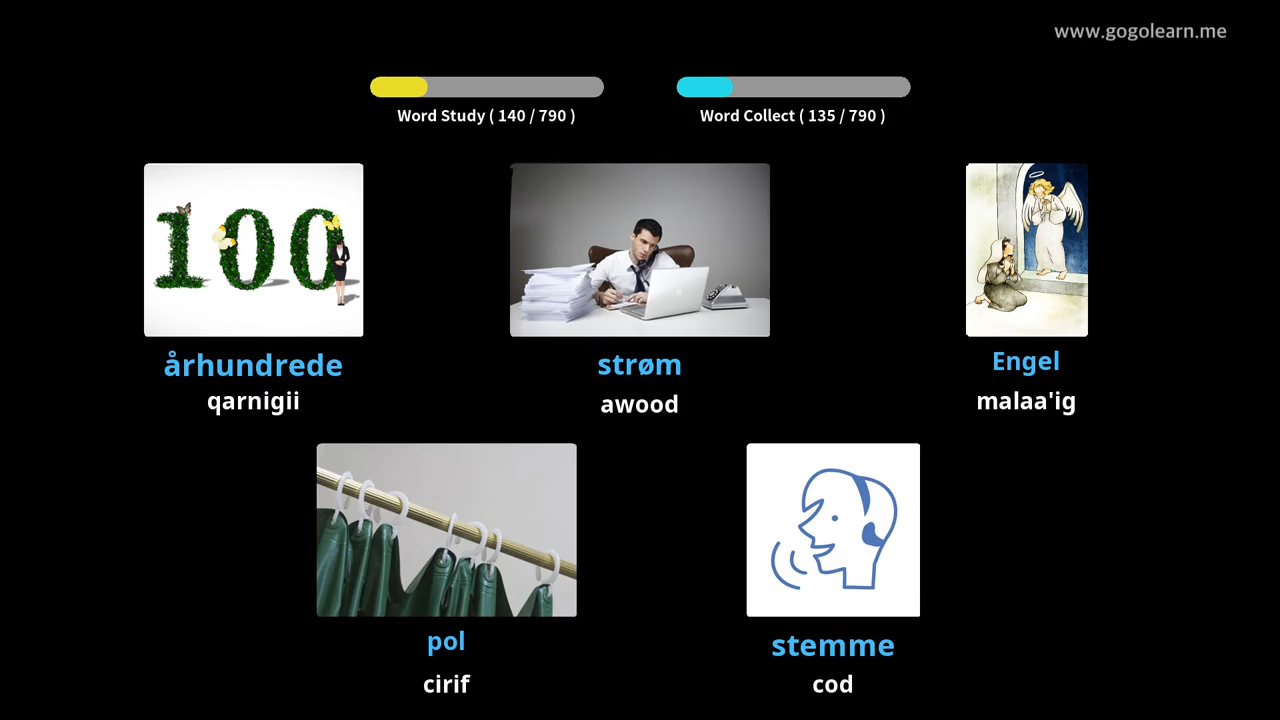 www.gogolearn.me
Word Study ( 140 / 790 )
Word Collect ( 135 / 790 )
100
århundrede
qarnigii
strøm
awood
Engel
malaa'ig
pol
cirif
stemme
cod